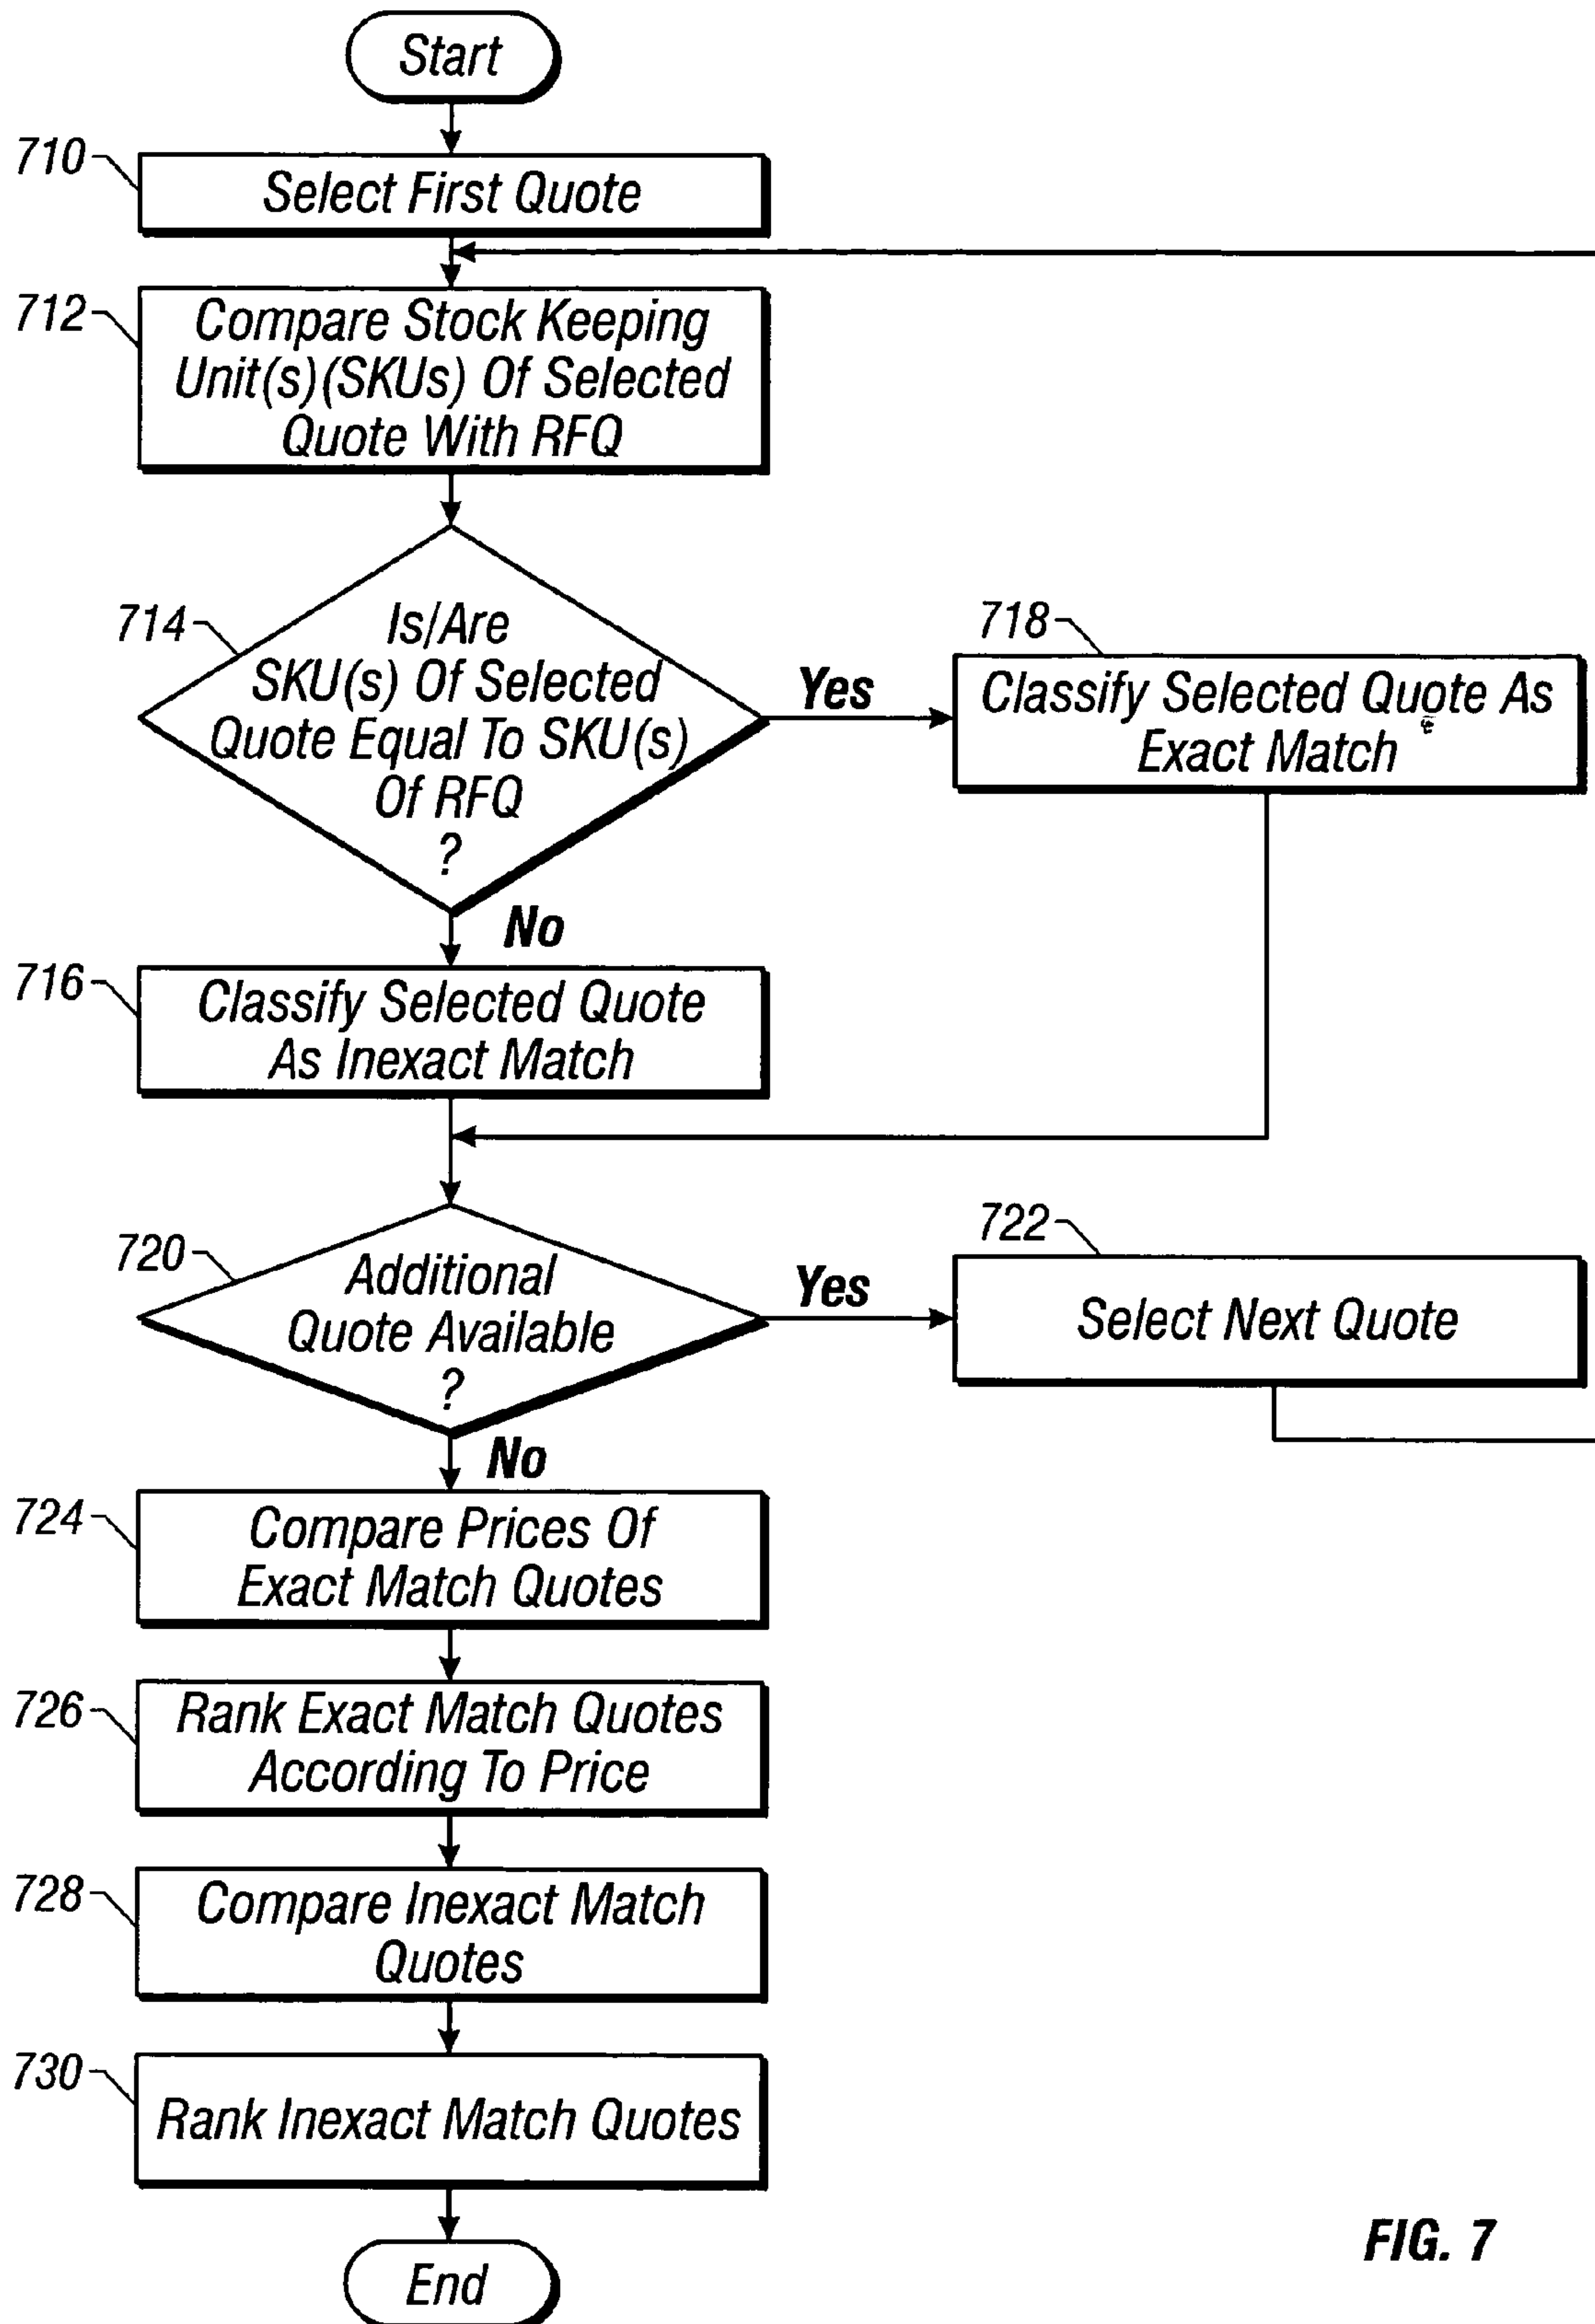 Start
710
Select First Quote
712
Compare Stock Keeping
Unit(s)(SKUs) Of Selected
Quote With RFQ
714
Is/Are
SKU(s) Of Selected
Quote Equal To SKU(s)
Of RFQ
?
Yes
718
Classify Selected Quote As
Exact Match
No
716
Classify Selected Quote
As Inexact Match
720
Additional
Quote Available
?
Yes
722
Select Next Quote
No
724
Compare Prices Of
Exact Match Quotes
726
Rank Exact Match Quotes
According To Price
728
Compare Inexact Match
Quotes
730
Rank Inexact Match Quotes
End
FIG. 7